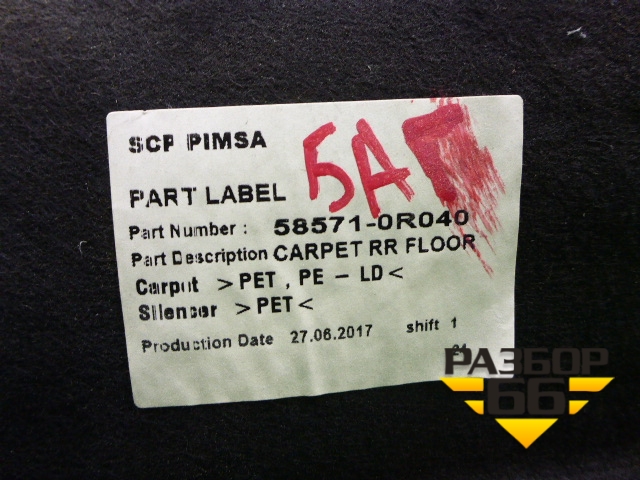 SCP PIMSA
5A
PART LABEL
Part Number : 58571-0R040
Part Description CARPET RR FLOOR
Carpet >PET , PE - LD<
Silencer >PET<
Production Date 27.06.2017 shift 1
РАЗБОР
66